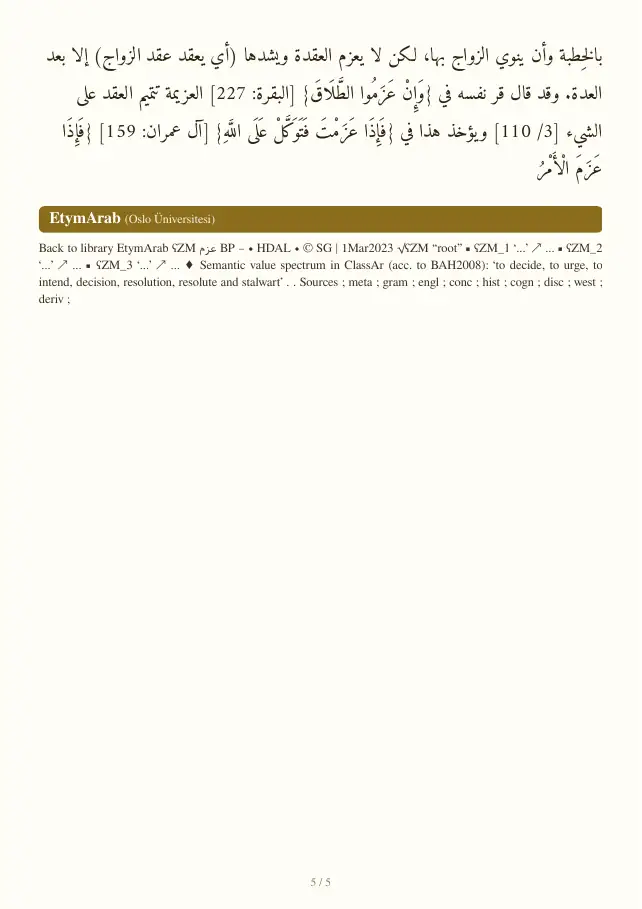 بالخِطبة وأن ينوي الزواج بها، لكن لا يعزم العقدة ويشدها (أي يعقد عقد الزواج) إلا بعد
العدة. وقد قال قر نفسه في {وَإِنْ عَزَمُوا الطَّلَاقَ} [البقرة: 227] العزيمة تتميم العقد على
الشيء [3/ 110] ويؤخذ هذا في {فَإِذَا عَزَمْتَ فَتَوَكَّلْ عَلَى اللَّهِ} [آل عمران: 159] {فَإِذَا
عَزَمَ الْأَمْرُ
EtymArab (Oslo Üniversitesi)
Back to library EtymArab ʕZM عزم BP – • HDAL • © SG | 1Mar2023 √ʕZM “root” ▪ ʕZM_1 ‘...’ ↗ ... ▪ ʕZM_2
‘...’ ↗ ... ▪ ʕZM_3 ‘...’ ↗ ... ♦ Semantic value spectrum in ClassAr (acc. to BAH2008): ‘to decide, to urge, to
intend, decision, resolution, resolute and stalwart’ . . Sources ; meta ; gram ; engl ; conc ; hist ; cogn ; disc ; west ;
deriv ;
5 / 5